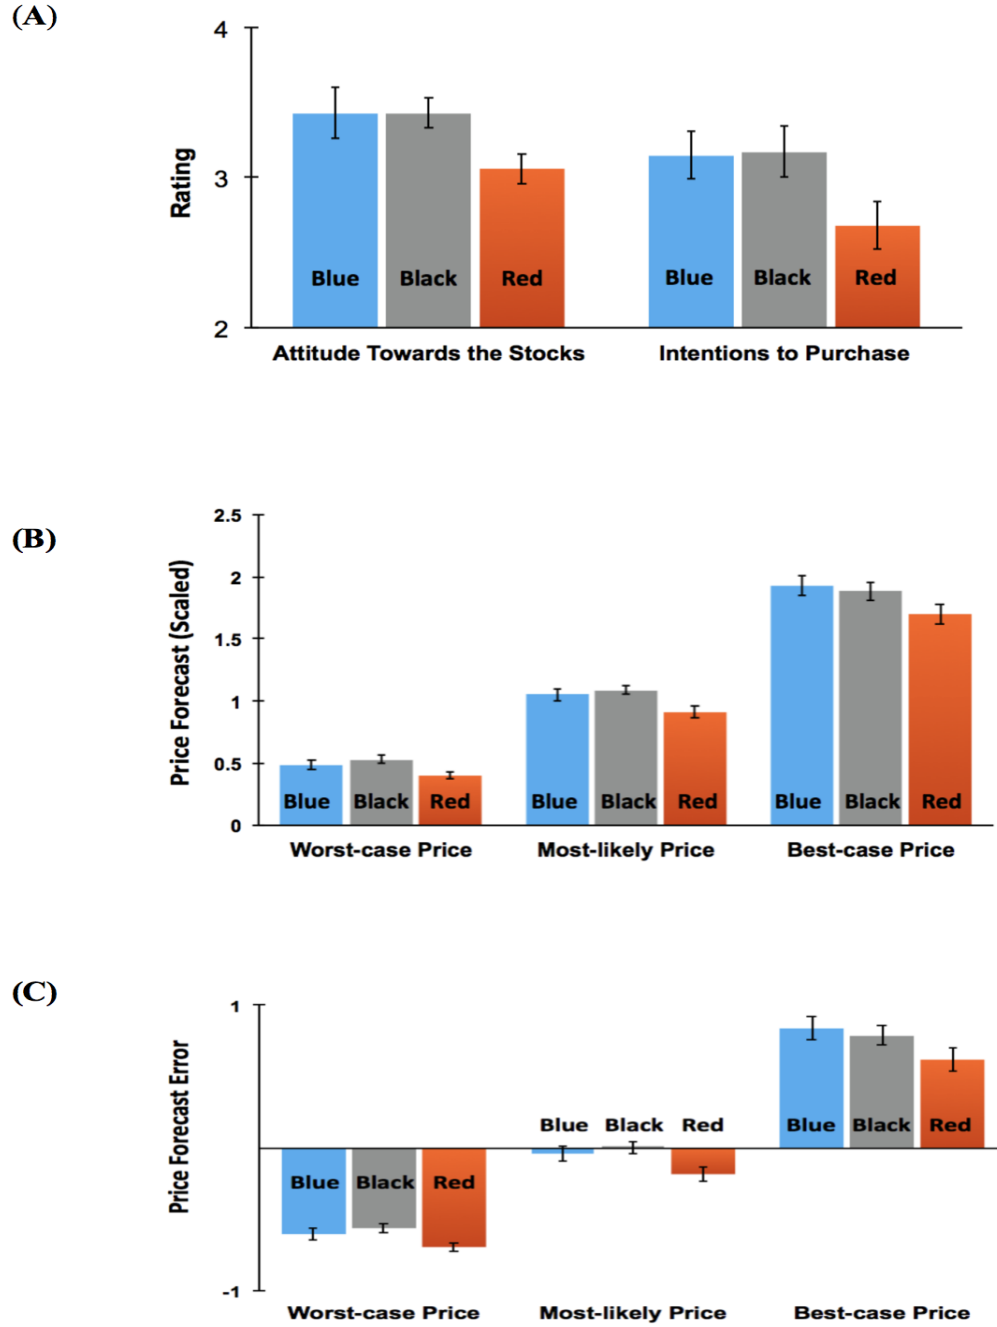 (A)
4
3
2
Rating
Blue Black Red Blue Black Red
Attitude Towards the Stocks Intentions to Purchase
(B)
2.5
2
1.5
1
0.5
0
Price Forecast (Scaled)
Blue Black Red Blue Black Red Blue Black Red
Worst-case Price Most-likely Price Best-case Price
(C)
1
-1
Price Forecast Error
Blue Black Red Blue Black Red Blue Black Red
Worst-case Price Most-likely Price Best-case Price